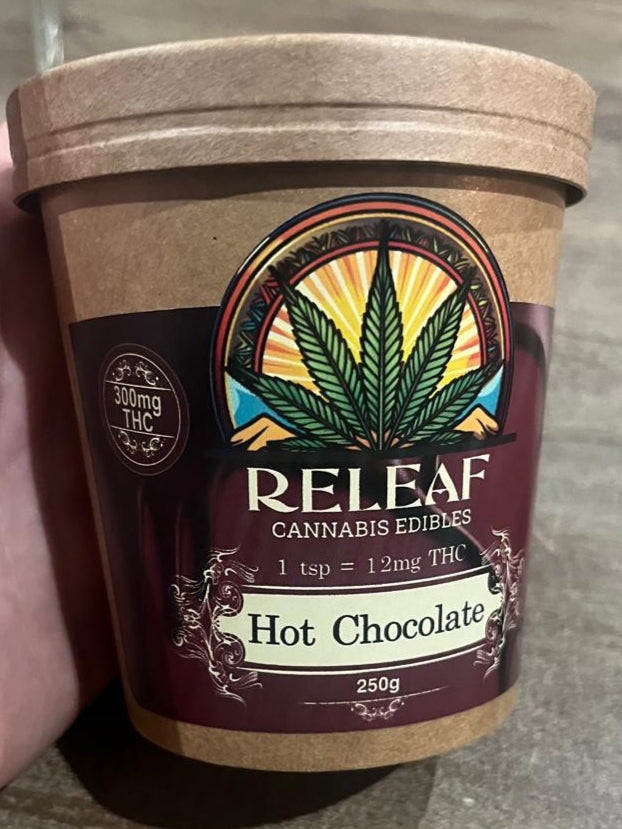 300mg
THC
RELEAF
CANNABIS EDIBLES
1 tsp = 12mg THC
Hot Chocolate
250g